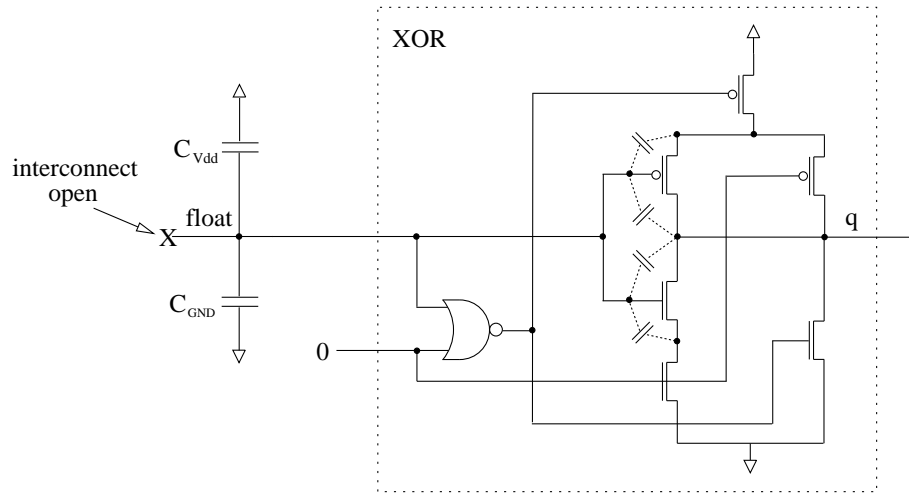 XOR
C_Vdd
interconnect
open
float
X
q
C_GND
0